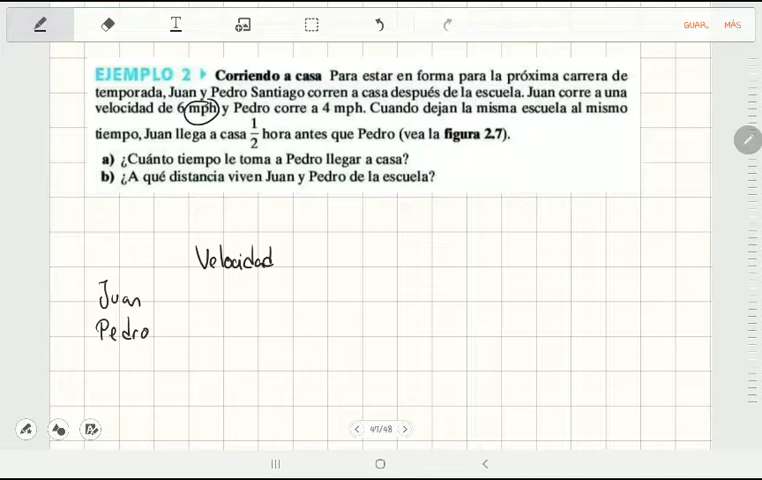 GUAR. MÁS
EJEMPLO 2 Corriendo a casa Para estar en forma para la próxima carrera de
temporada, Juan y Pedro Santiago corren a casa después de la escuela. Juan corre a una
velocidad de 6 mph y Pedro corre a 4 mph. Cuando dejan la misma escuela al mismo
tiempo, Juan llega a casa 1/2 hora antes que Pedro (vea la figura 2.7).
a) ¿Cuánto tiempo le toma a Pedro llegar a casa?
b) ¿A qué distancia viven Juan y Pedro de la escuela?
Velocidad
Juan
Pedro
47/48